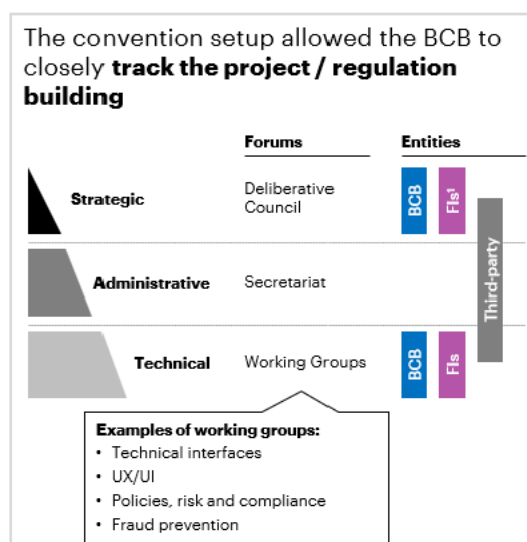 The convention setup allowed the BCB to
closely track the project / regulation
building
Forums
Entities
Strategic
Deliberative
Council
BCB
FIs¹
Administrative
Secretariat
Third-party
Technical
Working Groups
BCB
FIs
Examples of working groups:
• Technical interfaces
• UX/UI
• Policies, risk and compliance
• Fraud prevention